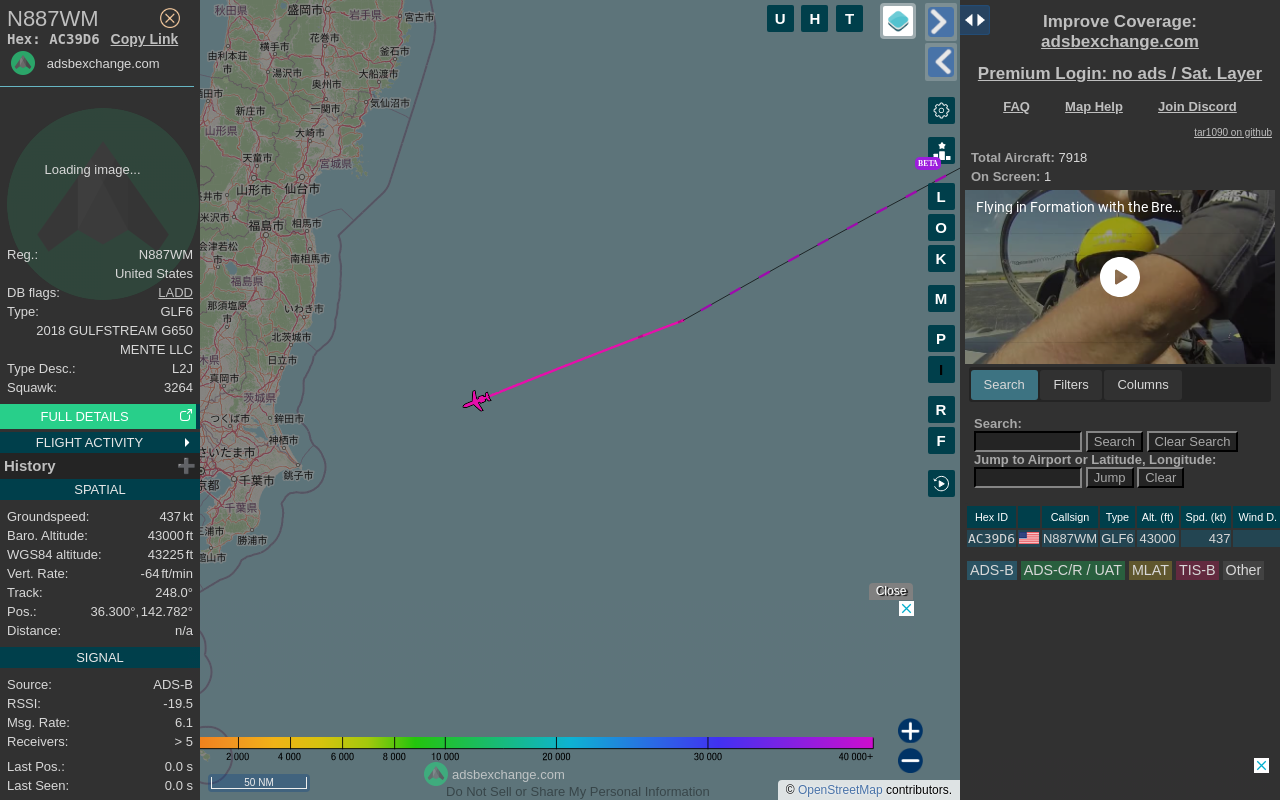 N887WM
Hex: AC39D6 Copy Link
adsbexchange.com
Loading image...
Reg.: N887WM
United States
DB flags: LADD
Type: GLF6
2018 GULFSTREAM G650
MENTE LLC
Type Desc.: L2J
Squawk: 3264
FULL DETAILS
FLIGHT ACTIVITY
History
SPATIAL
Groundspeed: 437 kt
Baro. Altitude: 43000 ft
WGS84 altitude: 43225 ft
Vert. Rate: -64 ft/min
Track: 248.0°
Pos.: 36.300°, 142.782°
Distance: n/a
SIGNAL
Source: ADS-B
RSSI: -19.5
Msg. Rate: 6.1
Receivers: > 5
Last Pos.: 0.0 s
Last Seen: 0.0 s
秋田県
盛岡市
岩手県
宮古市
花巻市
横手市
釜石市
由利本荘
市
湯沢市
大船渡市
奥州市
気仙沼市
新庄市
一関市
山形県
大崎市
天童市
宮城県
山形市
仙台市
米沢市
福島市
相馬市
会津若松
市
南相馬市
福島県
那須塩原
市
いわき市
北茨城市
日立市
真岡市
茨城県
つくば市
鉾田市
神栖市
さいたま市
銚子市
千葉市
千葉県
勝浦市
館山市
U H T
BETA
L
O
K
M
P
I
R
F
Close
2 000 4 000 6 000 8 000 10 000 20 000 30 000 40 000+
50 NM
adsbexchange.com
Do Not Sell or Share My Personal Information
© OpenStreetMap contributors.
Improve Coverage:
adsbexchange.com
Premium Login: no ads / Sat. Layer
FAQ Map Help Join Discord
tar1090 on github
Total Aircraft: 7918
On Screen: 1
Flying in Formation with the Bre...
Search Filters Columns
Search:
Search Clear Search
Jump to Airport or Latitude, Longitude:
Jump Clear
Hex ID Callsign Type Alt. (ft) Spd. (kt) Wind D.
AC39D6 N887WM GLF6 43000 437
ADS-B ADS-C/R / UAT MLAT TIS-B Other